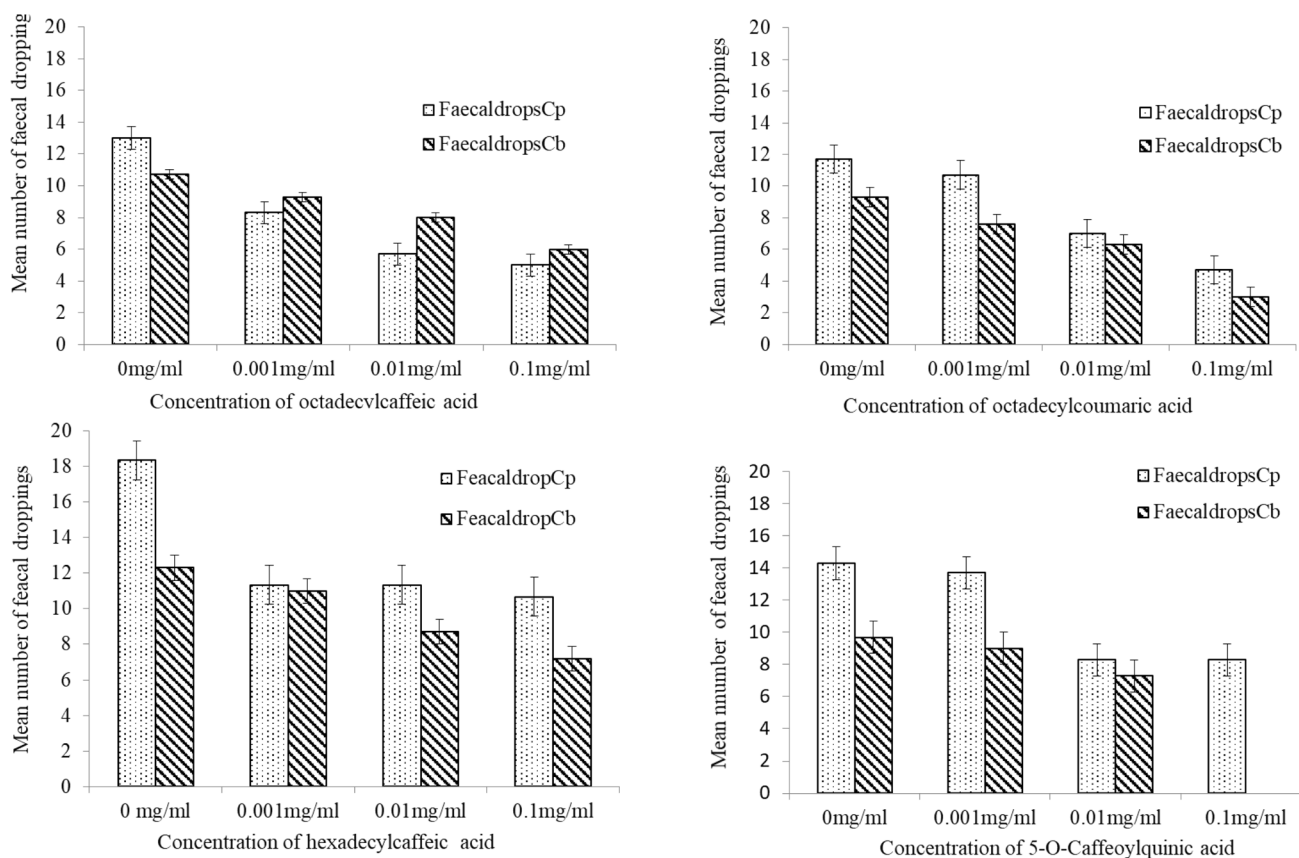 Mean number of faecal dropping
20
18
16
14
12
10
8
6
4
2
0
FaecaldropsCp
FaecaldropsCb
0mg/ml 0.001mg/ml 0.01mg/ml 0.1mg/ml
Concentration of octadecvlcaffeic acid
Mean number of faecal droppings
20
18
16
14
12
10
8
6
4
2
0
FaecaldropsCp
FaecaldropsCb
0mg/ml 0.001mg/ml 0.01mg/ml 0.1mg/ml
Concentration of octadecylcoumaric acid
Mean number of feacal droppings
20
18
16
14
12
10
8
6
4
2
0
FeacaldropCp
FeacaldropCb
0 mg/ml 0.001mg/ml 0.01mg/ml 0.1mg/ml
Concentration of hexadecylcaffeic acid
Mean nunmber of feacal droppings
20
18
16
14
12
10
8
6
4
2
0
FaecaldropsCp
FaecaldropsCb
0mg/ml 0.001mg/ml 0.01mg/ml 0.1mg/ml
Concentration of 5-O-Caffeoylquinic acid